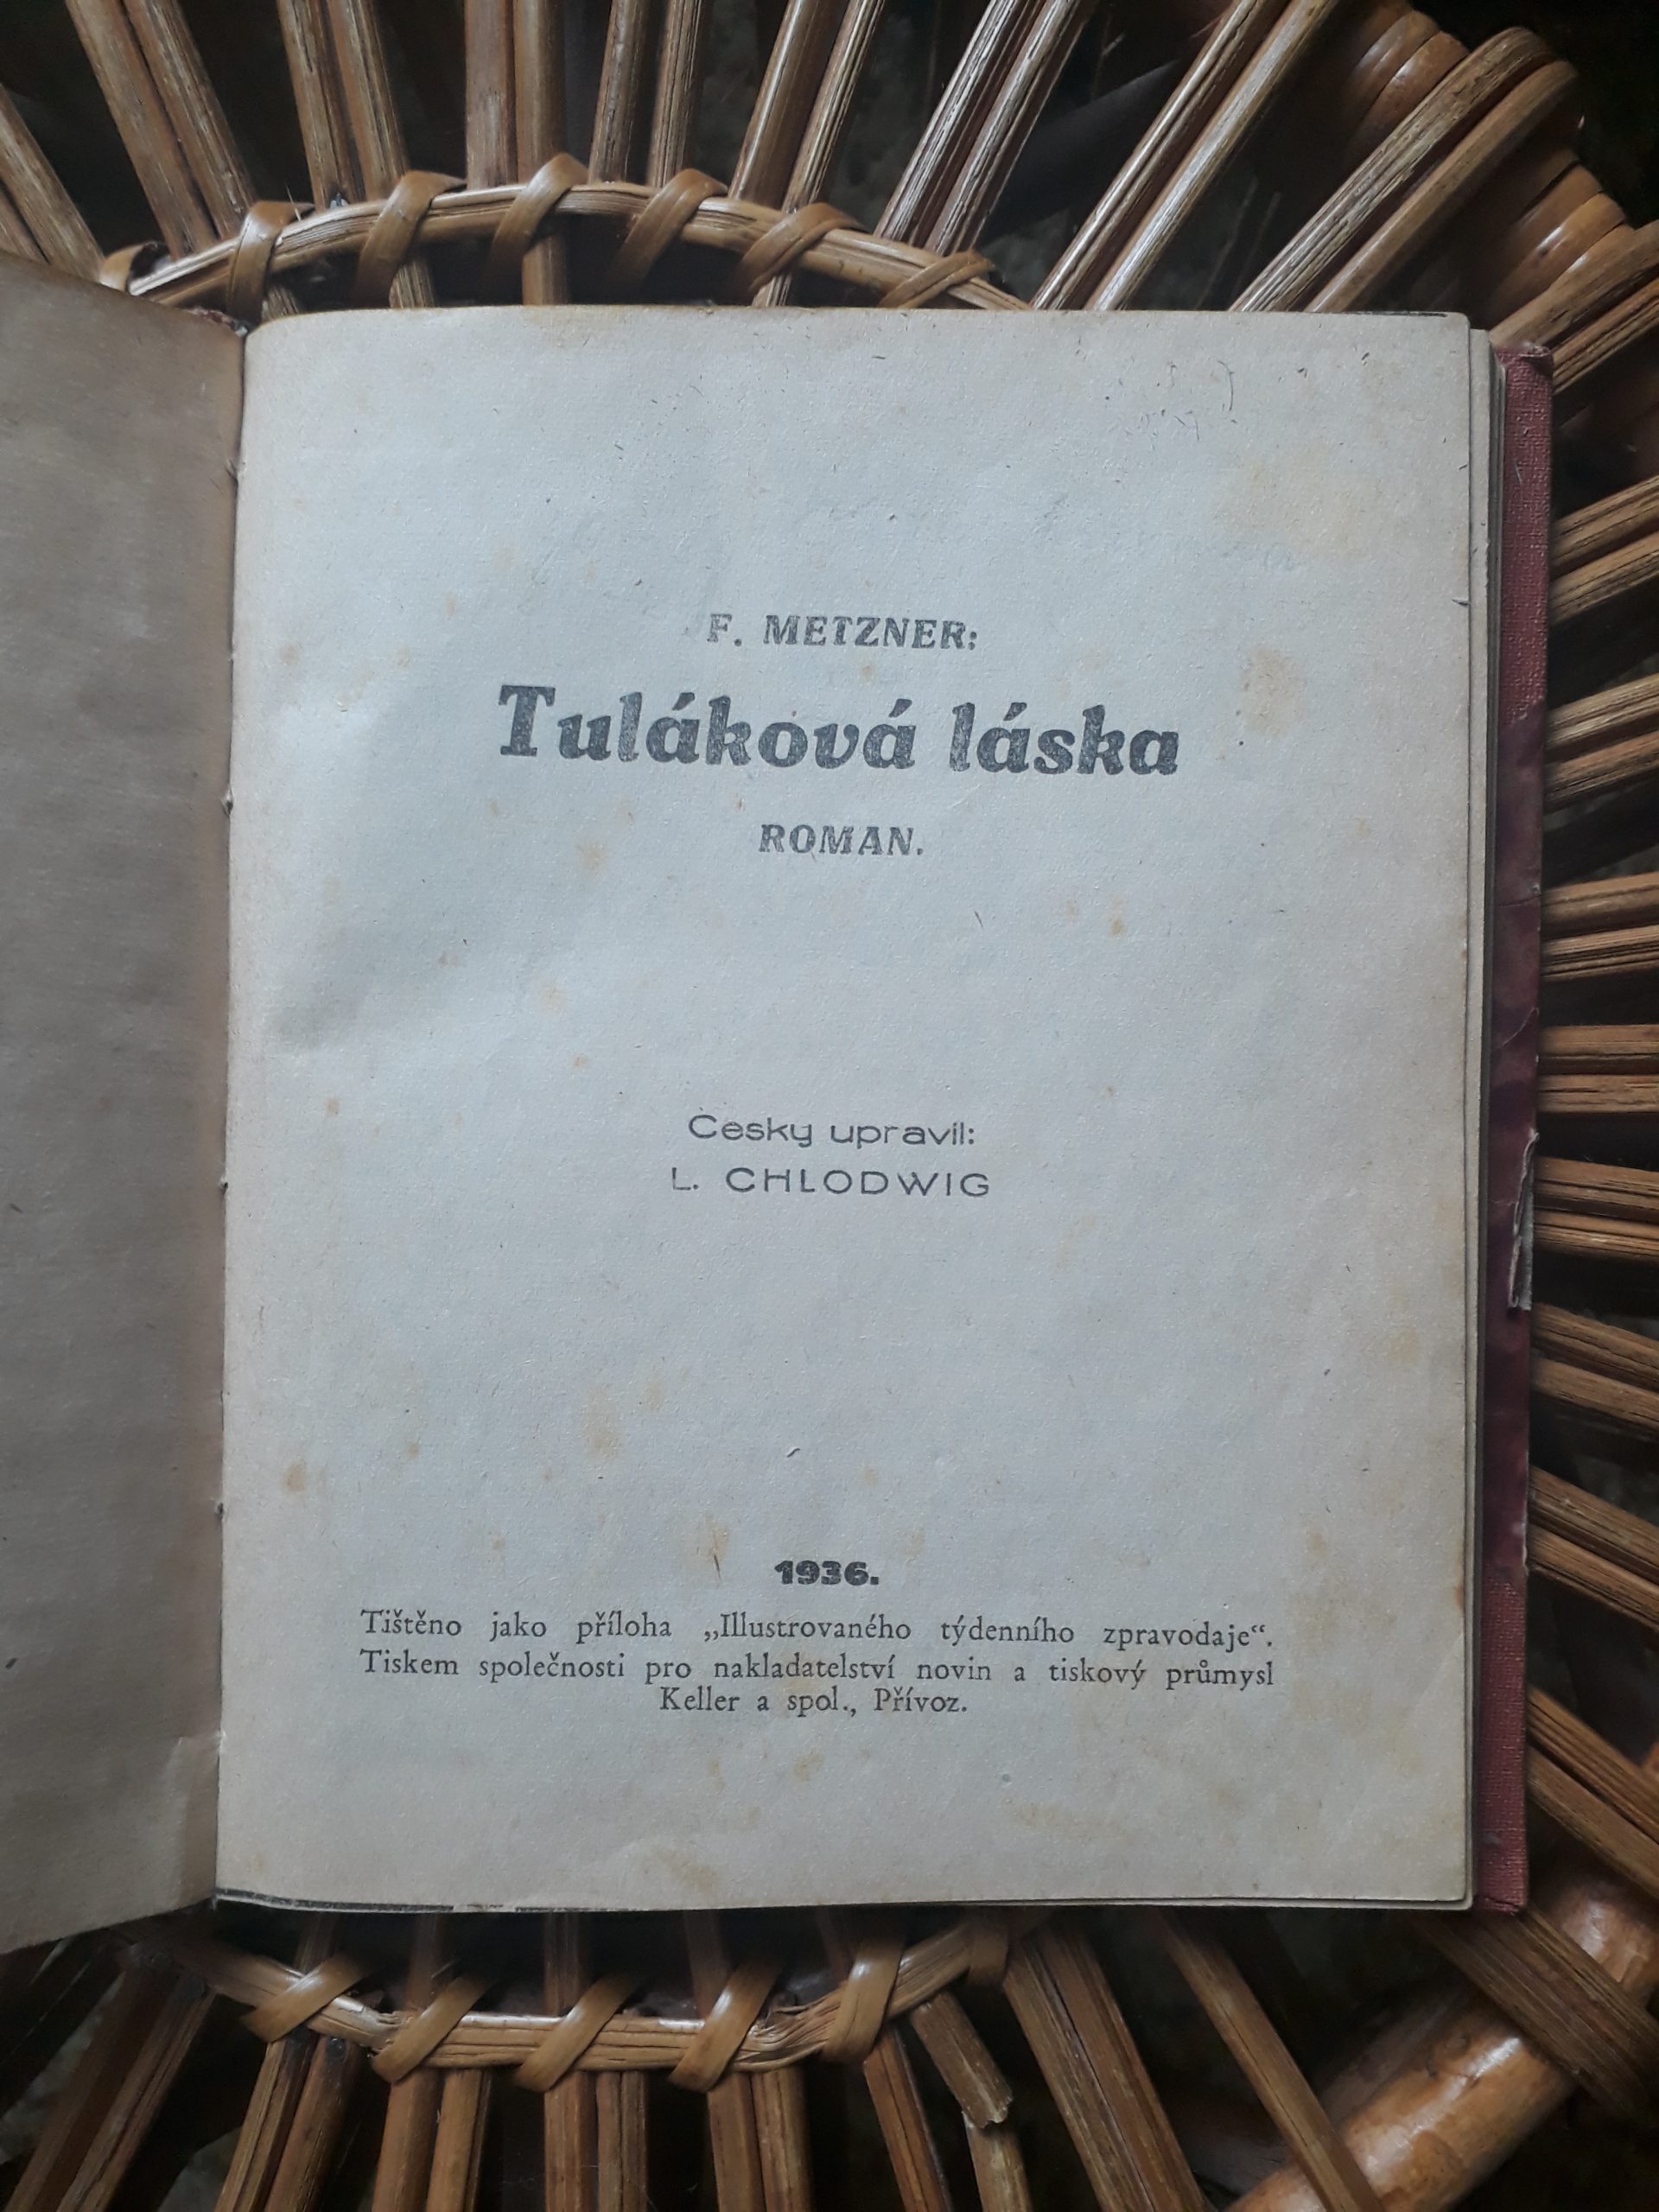 F. METZNER:
Tuláková láska
ROMAN.
Česky upravil:
L. CHLODWIG
1936.
Tištěno jako příloha „Illustrovaného týdenního zpravodaje“.
Tiskem společnosti pro nakladatelství novin a tiskový průmysl
Keller a spol., Přívoz.